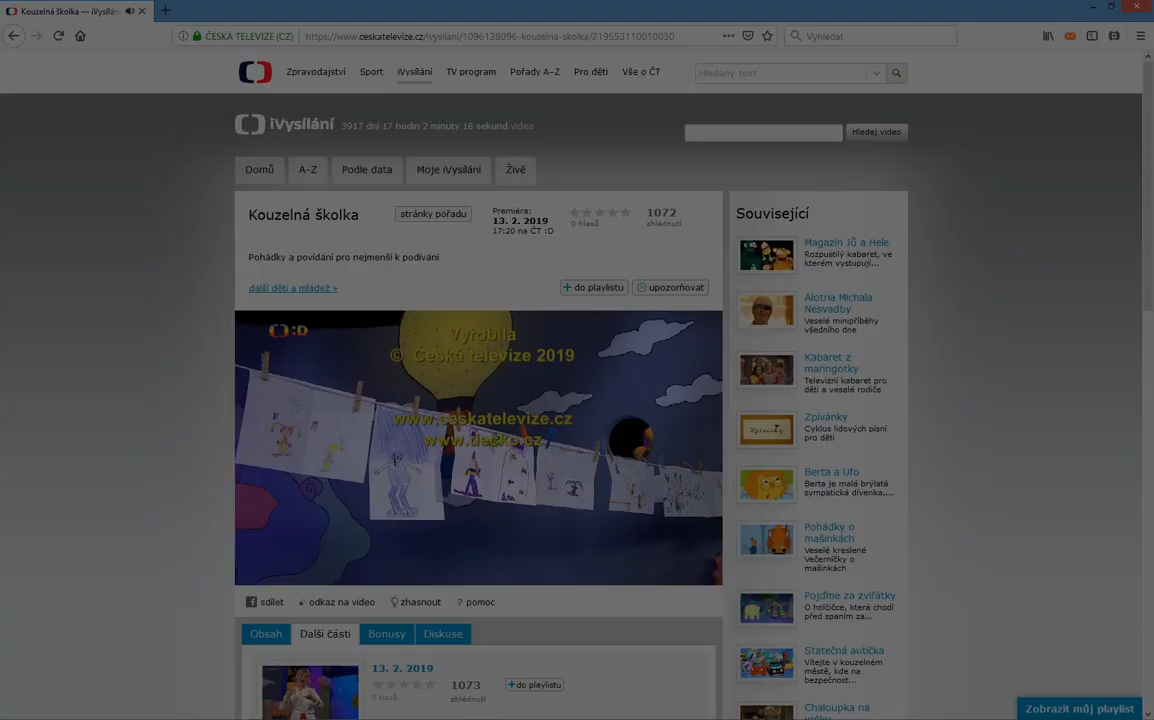 Kouzelná školka — iVysílání
ČESKÁ TELEVIZE (CZ)
https://www.ceskatelevize.cz/ivysilani/1096128096-kouzelna-skolka/219553110010030
Vyhledat
Zpravodajství
Sport
iVysílání
TV program
Pořady A–Z
Pro děti
Vše o ČT
Hledaný text
iVysílání
3917 dní 17 hodin 2 minuty 18 sekund videa
Hledej video
Domů
A-Z
Podle data
Moje iVysílání
Živě
Kouzelná školka
stránky pořadu
Premiéra:
13. 2. 2019
17:20 na ČT :D
0 hlasů
1072
zhlédnutí
Pohádky a povídání pro nejmenší k podívání
další děti a mládež »
+ do playlistu
upozorňovat
:D
Vyrobila
© Česká televize 2019
www.ceskatelevize.cz
www.decko.cz
sdílet
odkaz na video
zhasnout
? pomoc
Obsah
Další části
Bonusy
Diskuse
13. 2. 2019
0 hlasů
1073
zhlédnutí
+do playlistu
Související
Magazín Jů a Hele
Rozpustilý kabaret, ve
kterém vystupují...
Alotria Michala
Nesvadby
Veselé minipříběhy
všedního dne
Kabaret z
maringotky
Televizní kabaret pro
děti a veselé rodiče
Zpívánky
Zpívánky
Cyklus lidových písní
pro děti
Berta a Ufo
Berta je malá brýlatá
sympatická dívenka,...
Pohádky o
mašinkách
Veselé kreslené
Večerníčky o
mašinkách
Pojďme za zvířátky
O holčičce, která chodí
před spaním za...
Statečná autíčka
Vítejte v kouzelném
městě, kde na
bezpečnost...
Chaloupka na
Zobrazit můj playlist